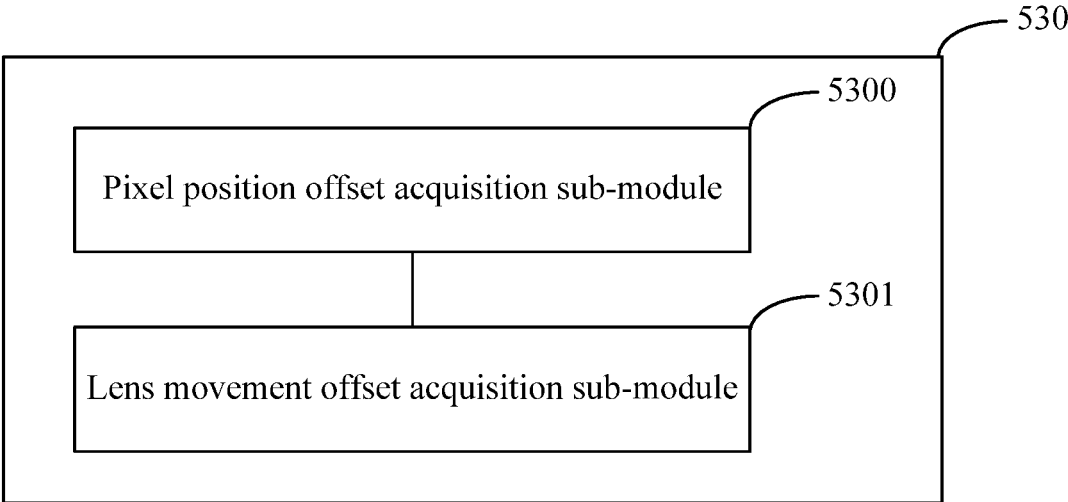 530
5300
Pixel position offset acquisition sub-module
5301
Lens movement offset acquisition sub-module